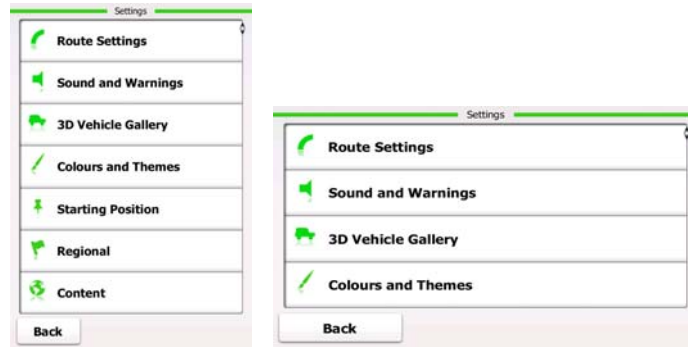 Settings
Route Settings
Sound and Warnings
3D Vehicle Gallery
Colours and Themes
Starting Position
Regional
Content
Back
Settings
Route Settings
Sound and Warnings
3D Vehicle Gallery
Colours and Themes
Back